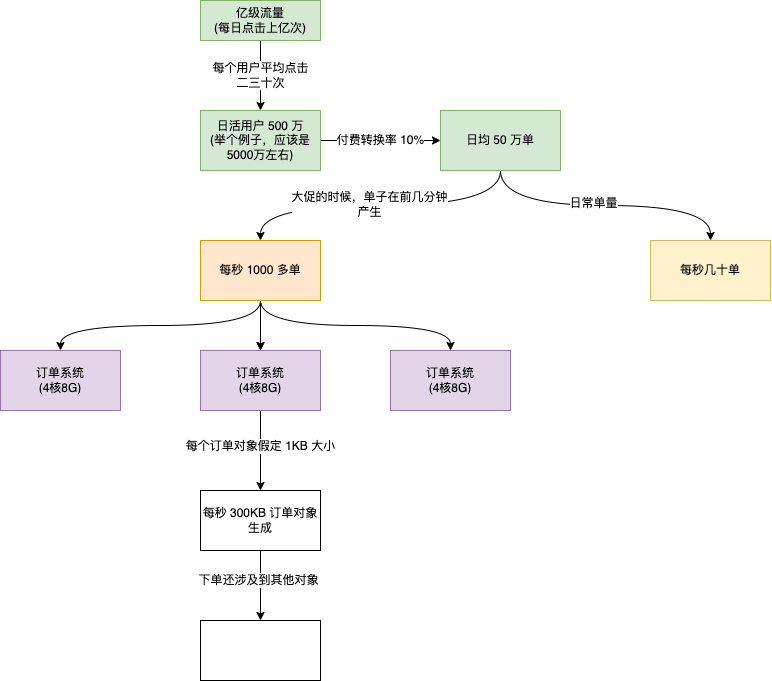 亿级流量
(每日点击上亿次)
每个用户平均点击
二三十次
日活用户 500 万
(举个例子，应该是
5000万左右)
付费转换率 10%
日均 50 万单
大促的时候，单子在前几分钟
产生
日常单量
每秒 1000 多单
每秒几十单
订单系统
(4核8G)
订单系统
(4核8G)
订单系统
(4核8G)
每个订单对象假定 1KB 大小
每秒 300KB 订单对象
生成
下单还涉及到其他对象